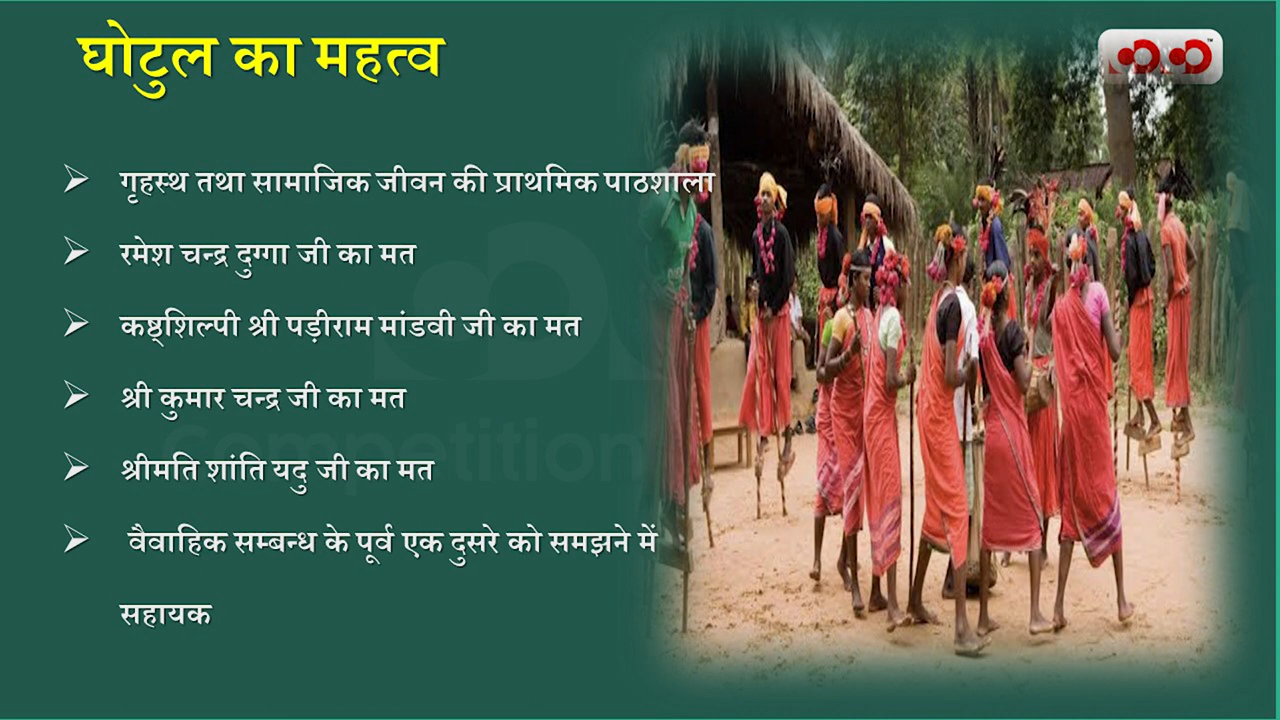 घोटुल का महत्व
गृहस्थ तथा सामाजिक जीवन की प्राथमिक पाठशाला
रमेश चन्द्र दुग्गा जी का मत
कष्ठ्शिल्पी श्री पड़ीराम मांडवी जी का मत
श्री कुमार चन्द्र जी का मत
श्रीमति शांति यदु जी का मत
वैवाहिक सम्बन्ध के पूर्व एक दुसरे को समझने में
सहायक
Competition